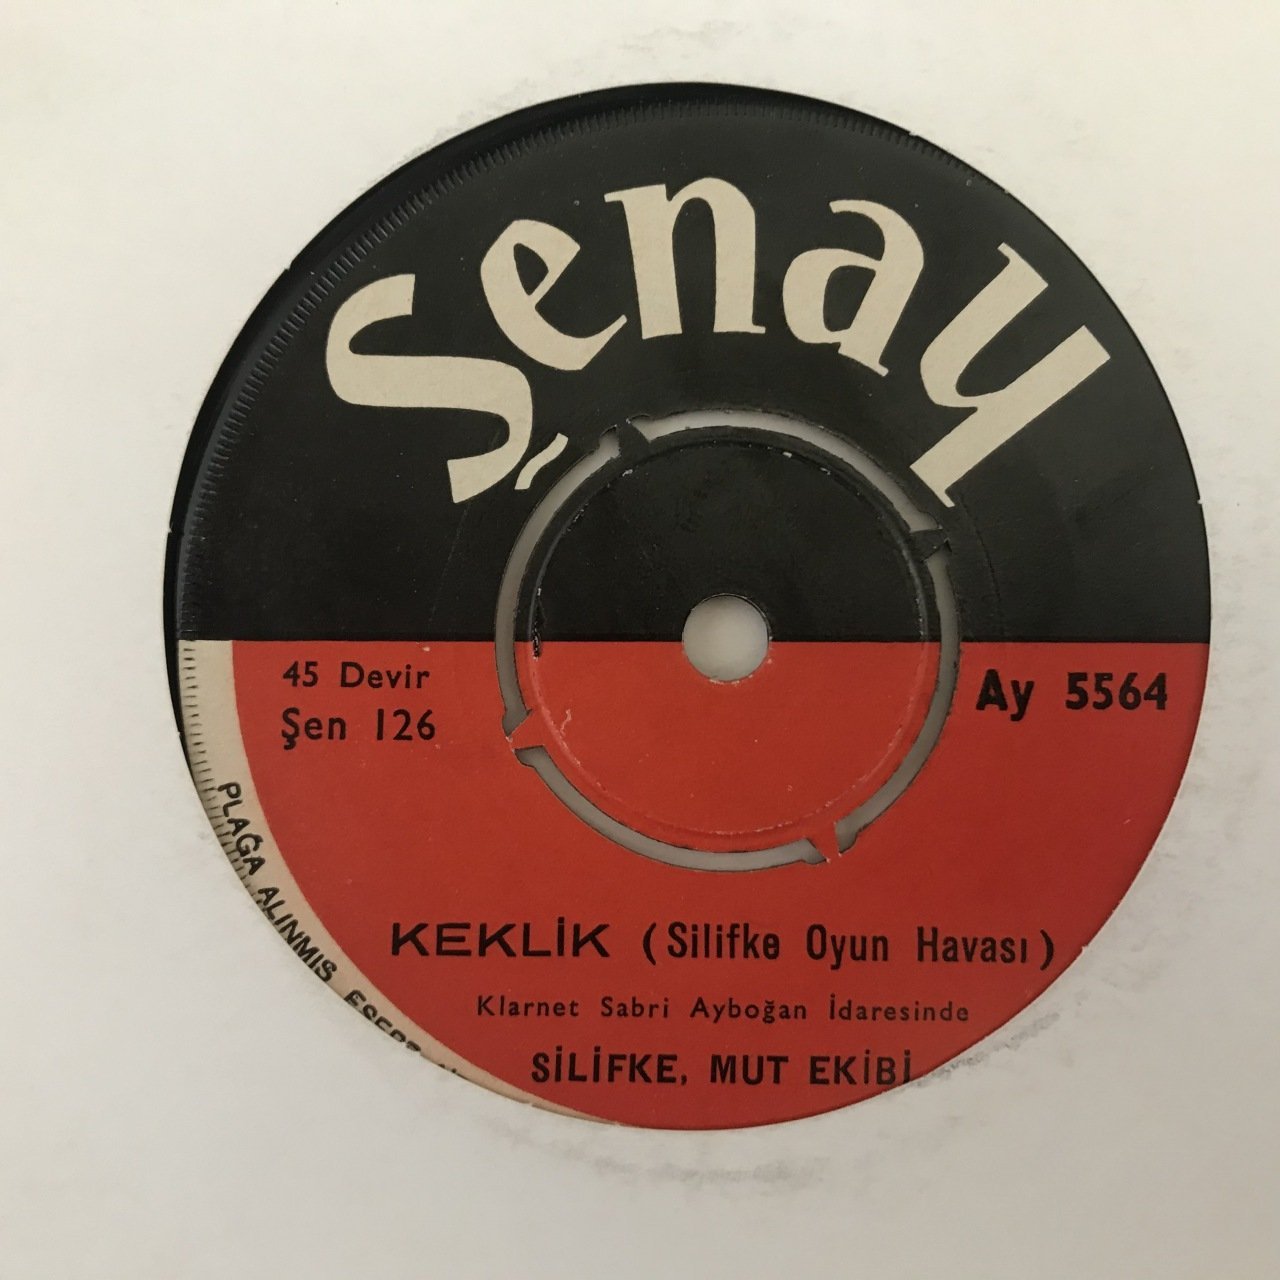 Şenay
45 Devir
Şen 126
Ay 5564
PLAĞA ALINMIŞ
KEKLİK (Silifke Oyun Havası)
Klarnet Sabri Ayboğan İdaresinde
SİLİFKE, MUT EKİBİ